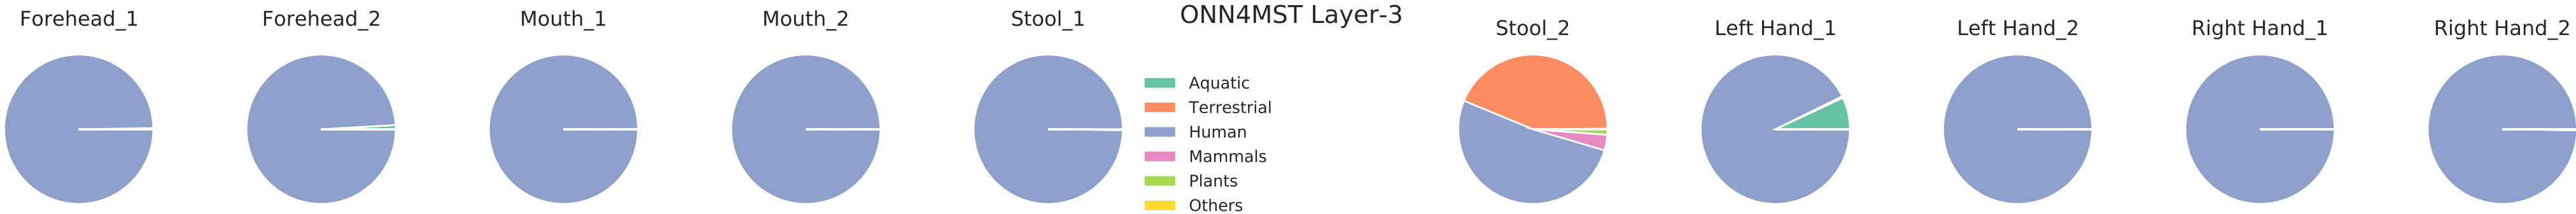 ONN4MST Layer-3
Forehead_1
Forehead_2
Mouth_1
Mouth_2
Stool_1
Stool_2
Left Hand_1
Left Hand_2
Right Hand_1
Right Hand_2
Aquatic
Terrestrial
Human
Mammals
Plants
Others